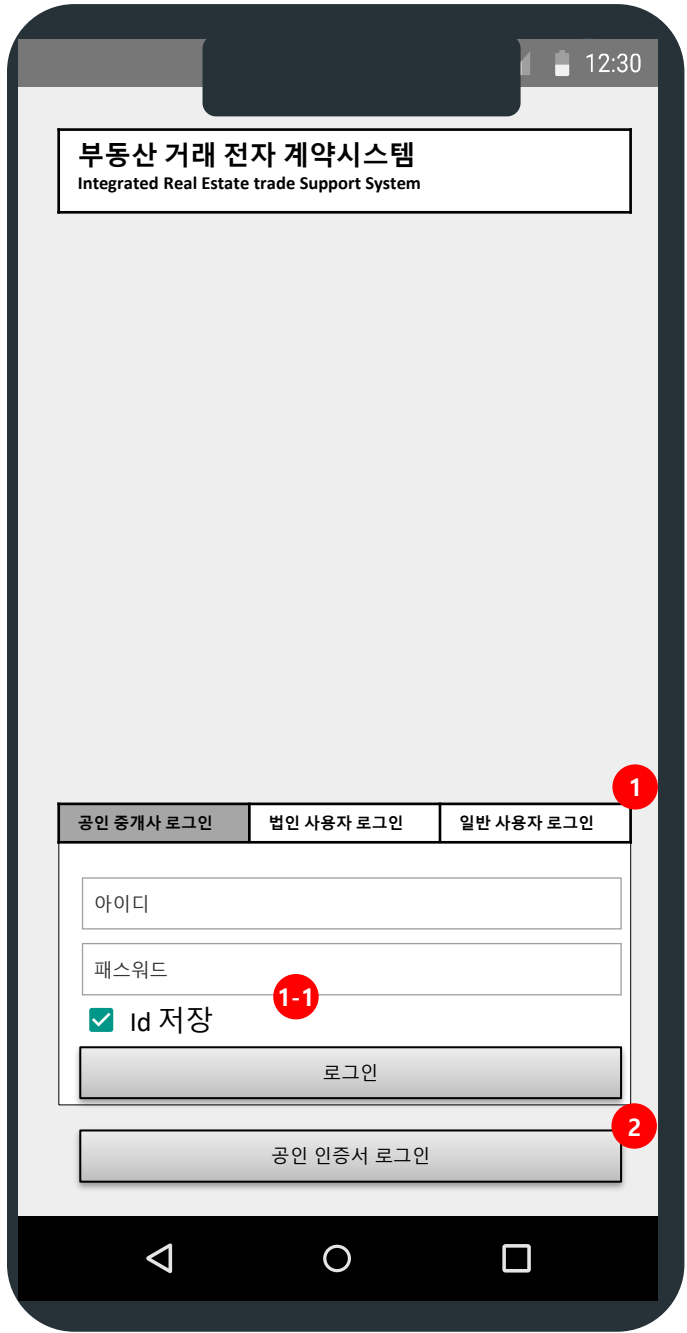 12:30
부동산 거래 전자 계약시스템
Integrated Real Estate trade Support System
1
공인 중개사 로그인 법인 사용자 로그인 일반 사용자 로그인
아이디
패스워드
1-1
Id 저장
로그인
2
공인 인증서 로그인